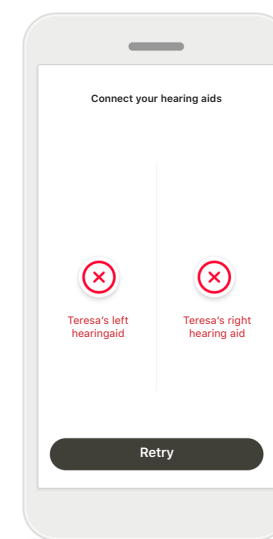 Connect your hearing aids
Teresa's left
hearingaid
Teresa's right
hearing aid
Retry